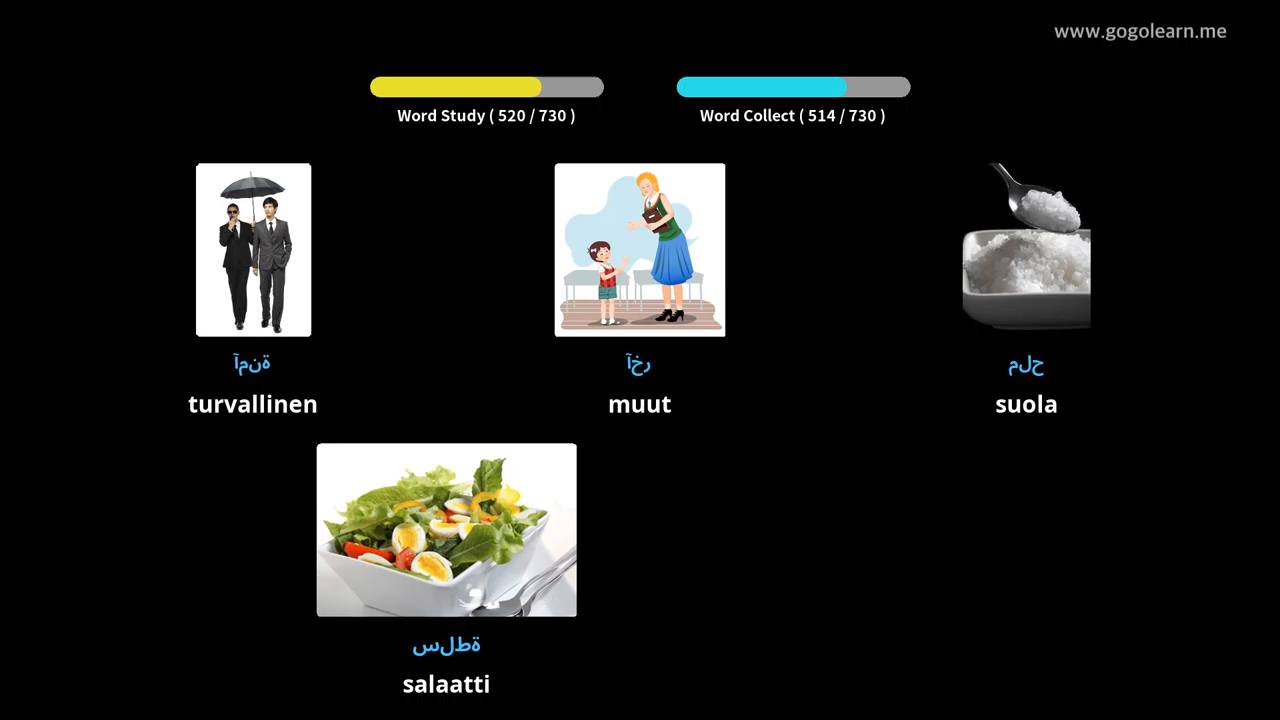 www.gogolearn.me
Word Study ( 520 / 730 )
Word Collect ( 514 / 730 )
آمنة
turvallinen
آخر
muut
ملح
suola
سلطة
salaatti